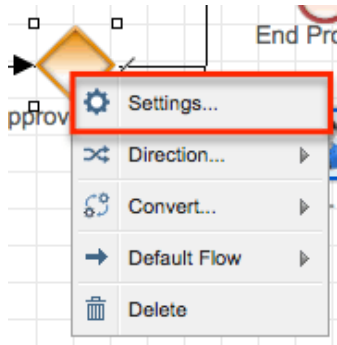 End Pro
pprov
Settings...
Direction...
Convert...
Default Flow
Delete